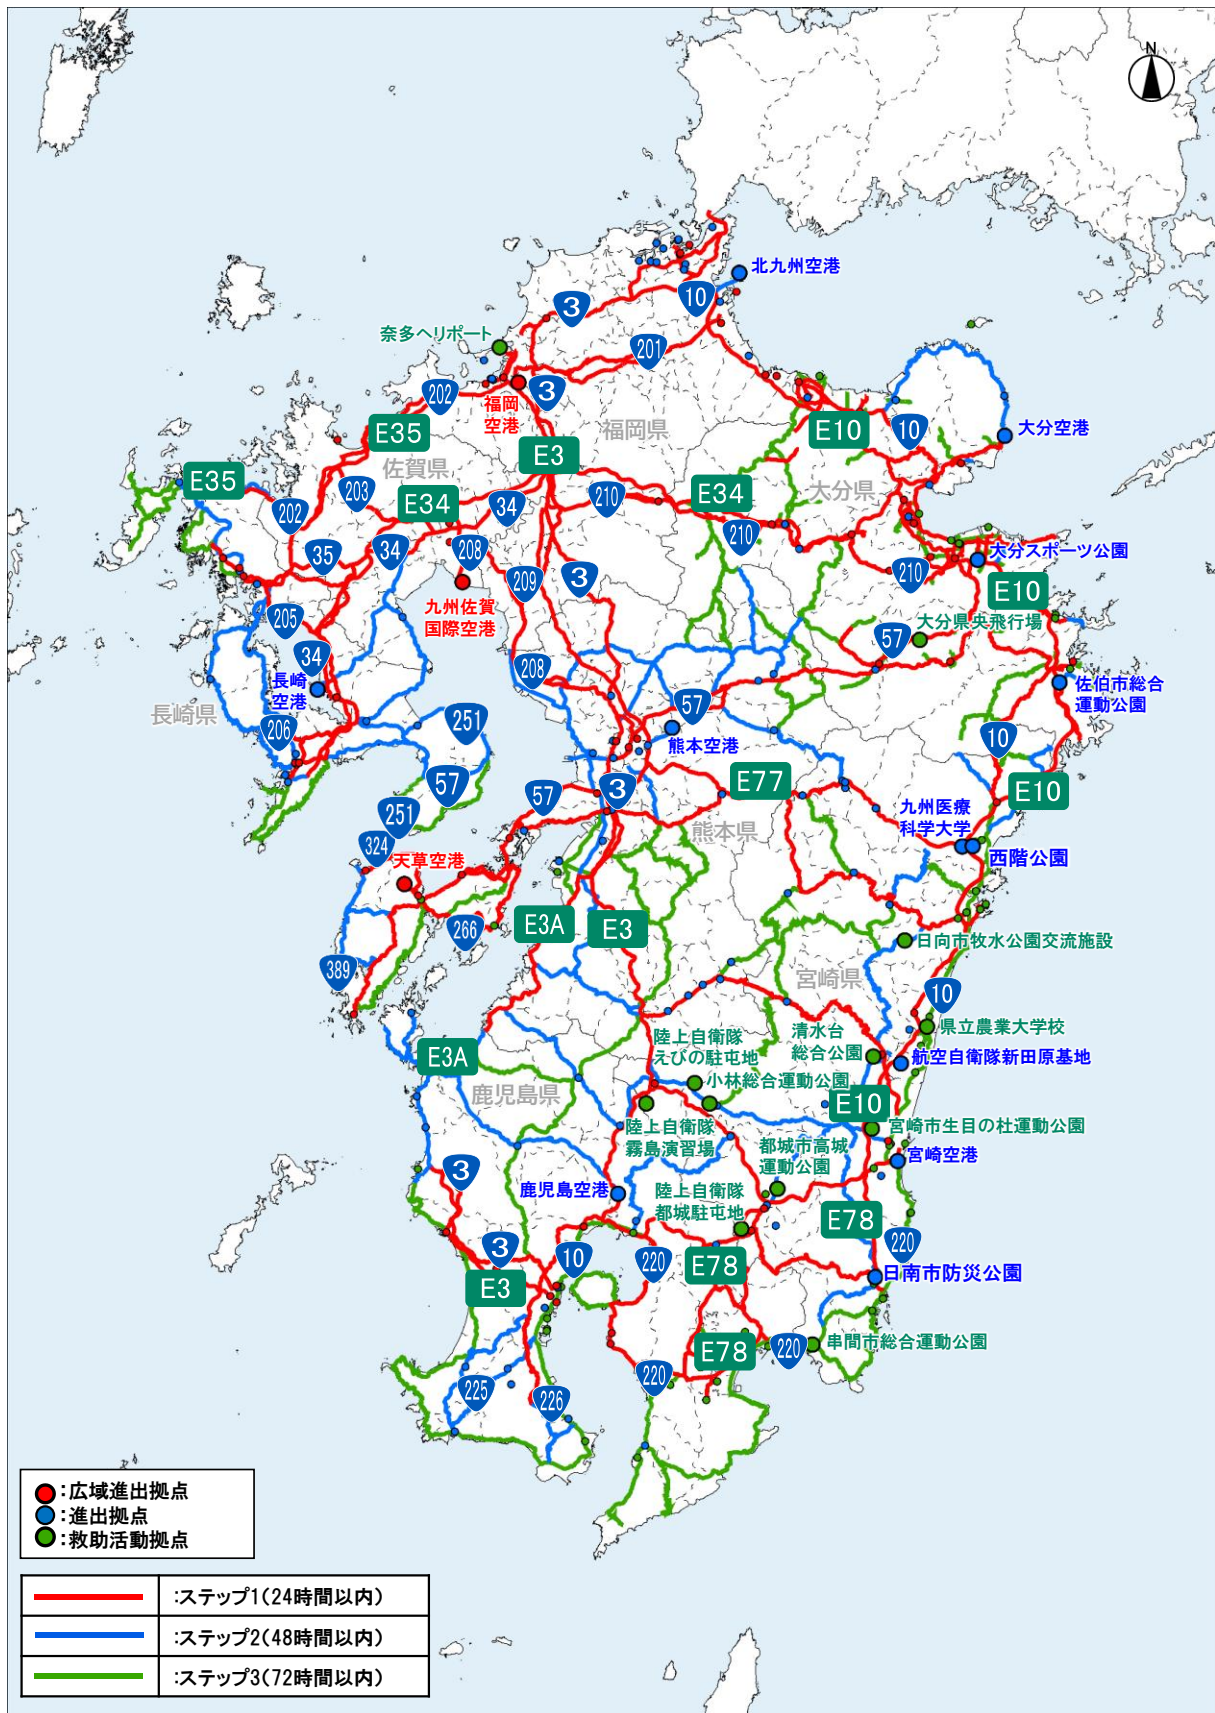 N
北九州空港
3
10
奈多ヘリポート
201
202
福岡
空港
3
福岡県
E35
E3
E10
10
大分空港
佐賀県
E35
203
E34
34
210
E34
大分県
202
35
34
208
210
大分スポーツ公園
210
E10
九州佐賀
国際空港
209
3
205
大分県央飛行場
57
34
長崎
空港
208
佐伯市総合
運動公園
長崎県
206
251
57
熊本空港
10
57
251
57
3
E77
E10
324
熊本県
九州医療
科学大学
西階公園
天草空港
266
E3A
E3
日向市牧水公園交流施設
389
宮崎県
10
県立農業大学校
陸上自衛隊
えびの駐屯地
清水台
総合公園
航空自衛隊新田原基地
E3A
小林総合運動公園
鹿児島県
E10
陸上自衛隊
霧島演習場
宮崎市生目の杜運動公園
都城市高城
運動公園
宮崎空港
3
鹿児島空港
陸上自衛隊
都城駐屯地
E78
220
3
10
220
E78
日南市防災公園
E3
E78
220
串間市総合運動公園
225
226
220
:広域進出拠点
:進出拠点
:救助活動拠点
:ステップ1(24時間以内)
:ステップ2(48時間以内)
:ステップ3(72時間以内)